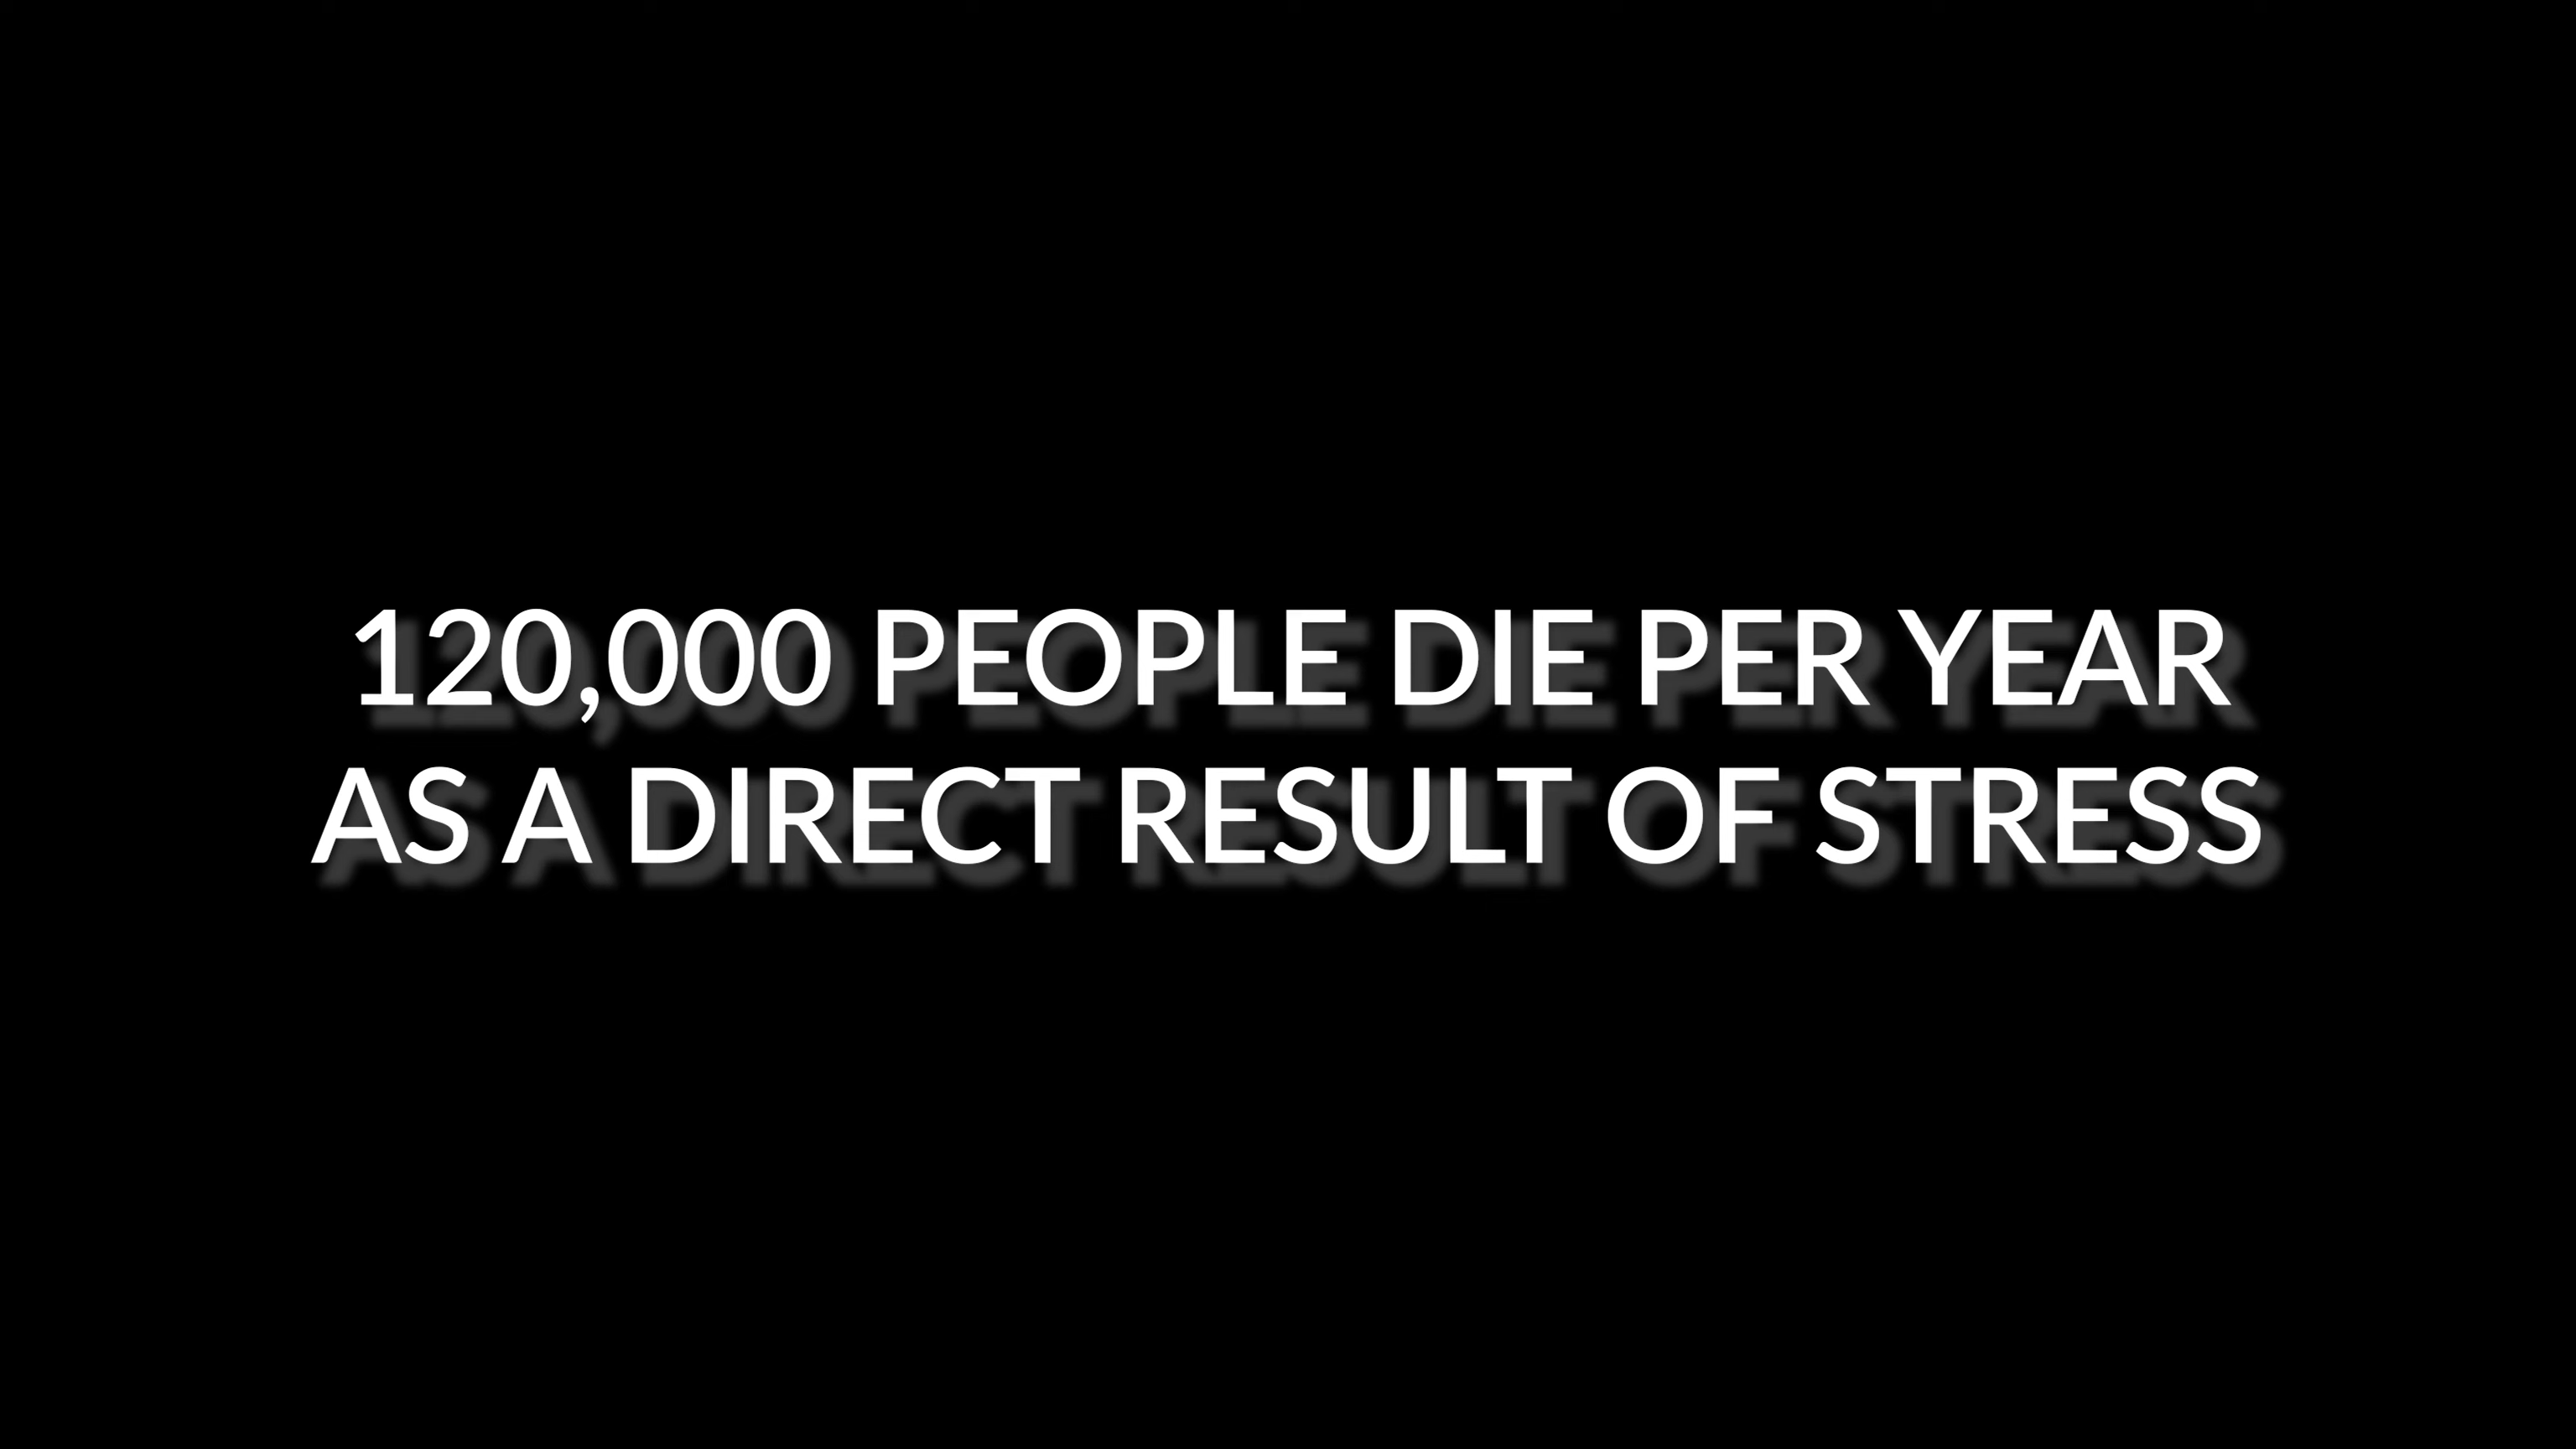 120,000 PEOPLE DIE PER YEAR
AS A DIRECT RESULT OF STRESS